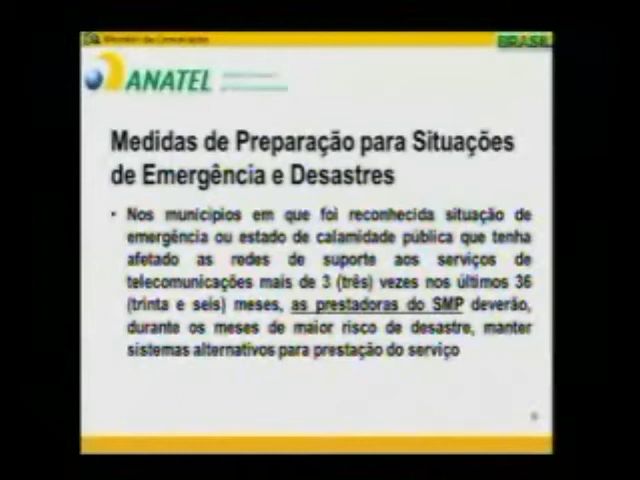 BRASIL
ANATEL
Medidas de Preparação para Situações
de Emergência e Desastres
• Nos municípios em que foi reconhecida situação de
emergência ou estado de calamidade pública que tenha
afetado as redes de suporte aos serviços de
telecomunicações mais de 3 (três) vezes nos últimos 36
(trinta e seis) meses, as prestadoras do SMP deverão,
durante os meses de maior risco de desastre, manter
sistemas alternativos para prestação do serviço